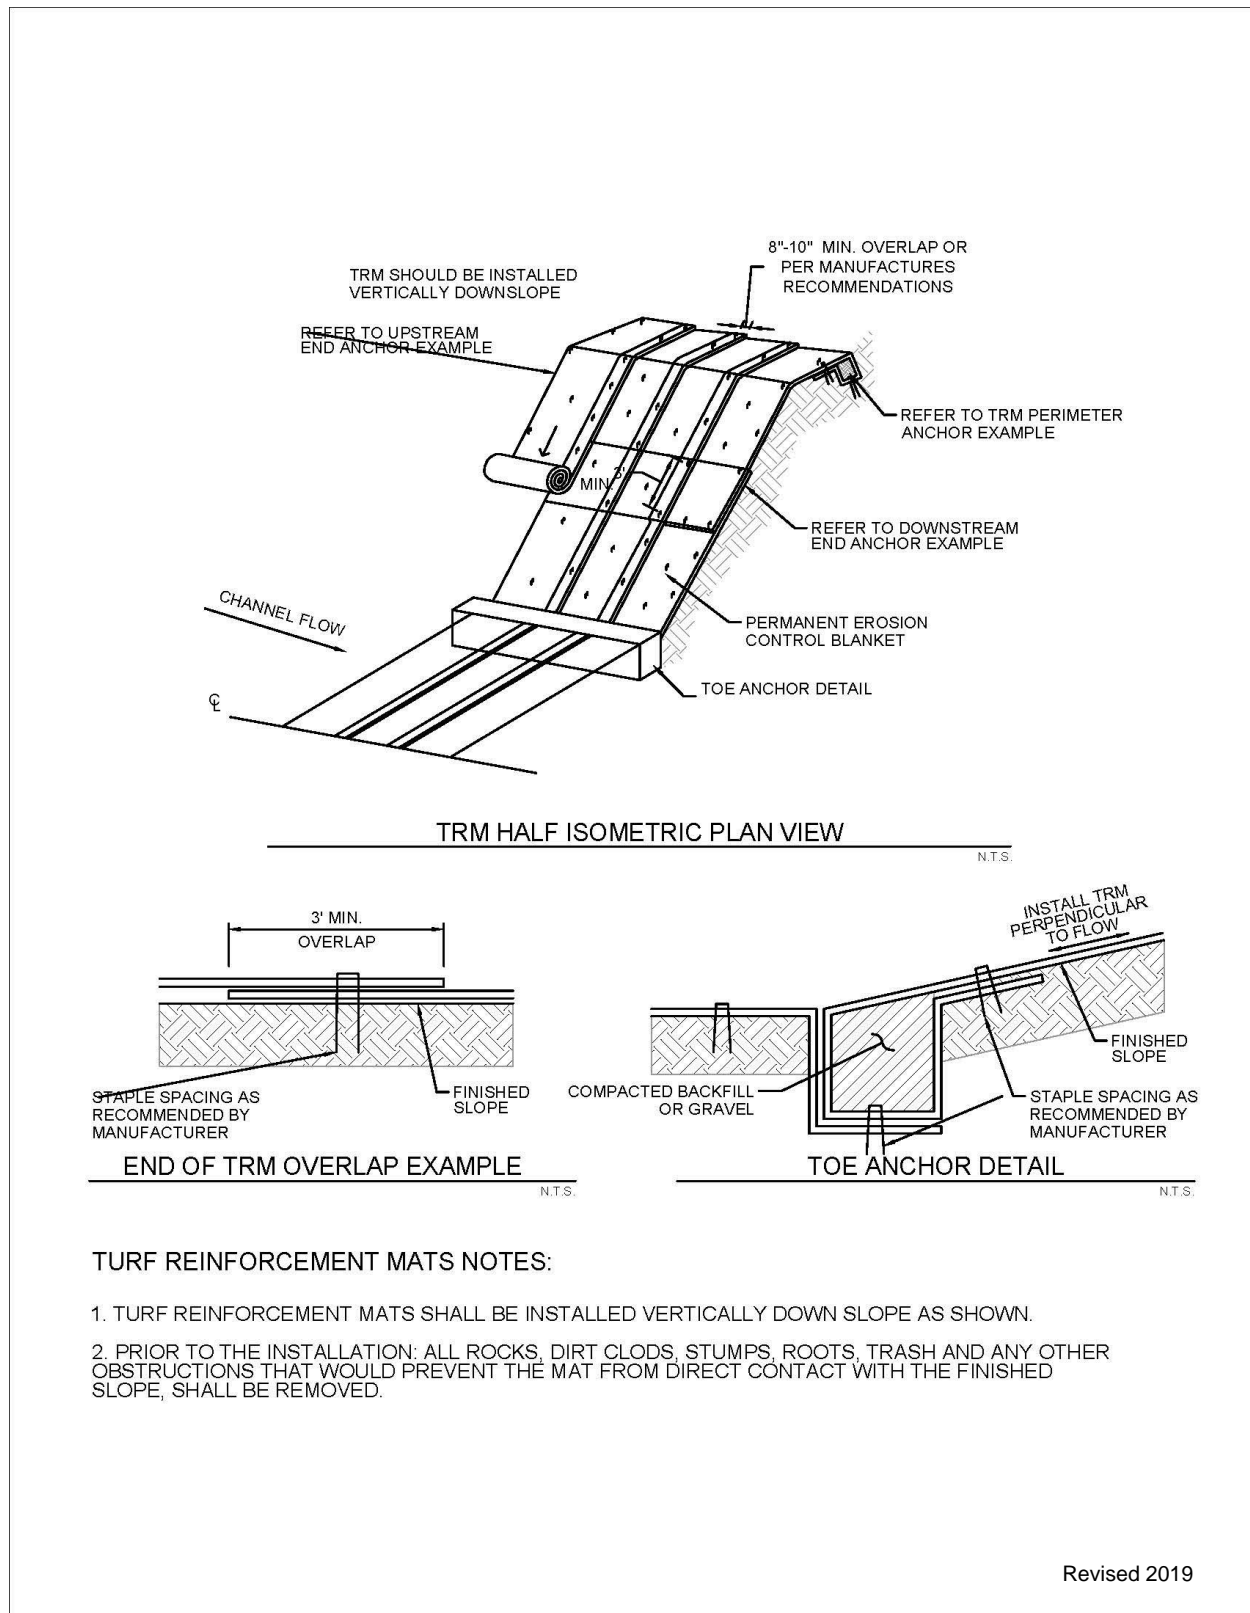 8"-10" MIN. OVERLAP OR
PER MANUFACTURES
RECOMMENDATIONS
TRM SHOULD BE INSTALLED
VERTICALLY DOWNSLOPE
REFER TO UPSTREAM
END ANCHOR EXAMPLE
REFER TO TRM PERIMETER
ANCHOR EXAMPLE
3'
MIN.
REFER TO DOWNSTREAM
END ANCHOR EXAMPLE
CHANNEL FLOW
PERMANENT EROSION
CONTROL BLANKET
TOE ANCHOR DETAIL
℄
TRM HALF ISOMETRIC PLAN VIEW
N.T.S.
3' MIN.
OVERLAP
STAPLE SPACING AS
RECOMMENDED BY
MANUFACTURER
FINISHED
SLOPE
END OF TRM OVERLAP EXAMPLE
N.T.S.
INSTALL TRM
PERPENDICULAR
TO FLOW
FINISHED
SLOPE
COMPACTED BACKFILL
OR GRAVEL
STAPLE SPACING AS
RECOMMENDED BY
MANUFACTURER
TOE ANCHOR DETAIL
N.T.S.
TURF REINFORCEMENT MATS NOTES:
1. TURF REINFORCEMENT MATS SHALL BE INSTALLED VERTICALLY DOWN SLOPE AS SHOWN.
2. PRIOR TO THE INSTALLATION: ALL ROCKS, DIRT CLODS, STUMPS, ROOTS, TRASH AND ANY OTHER
OBSTRUCTIONS THAT WOULD PREVENT THE MAT FROM DIRECT CONTACT WITH THE FINISHED
SLOPE, SHALL BE REMOVED.
Revised 2019